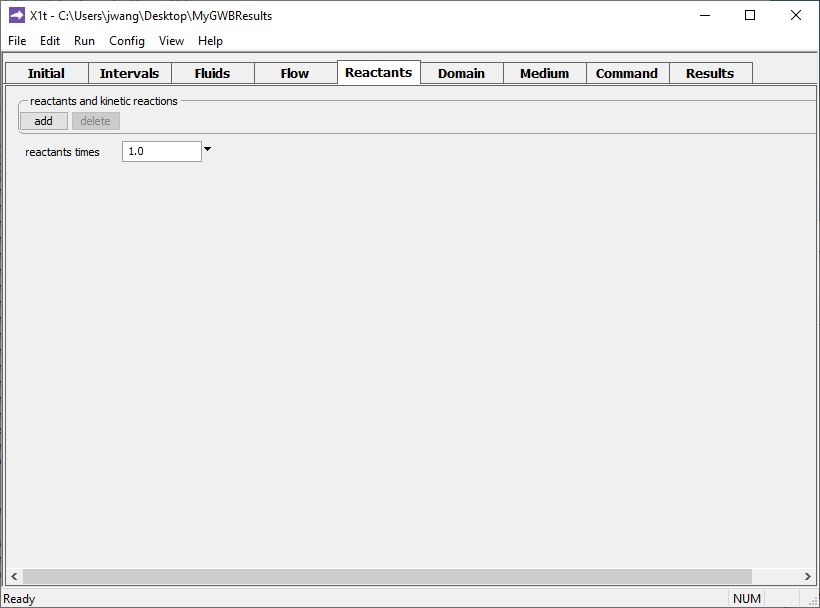 X1t - C:\Users\jwang\Desktop\MyGWBResults
File Edit Run Config View Help
Initial Intervals Fluids Flow Reactants Domain Medium Command Results
reactants and kinetic reactions
add delete
reactants times 1.0
Ready NUM